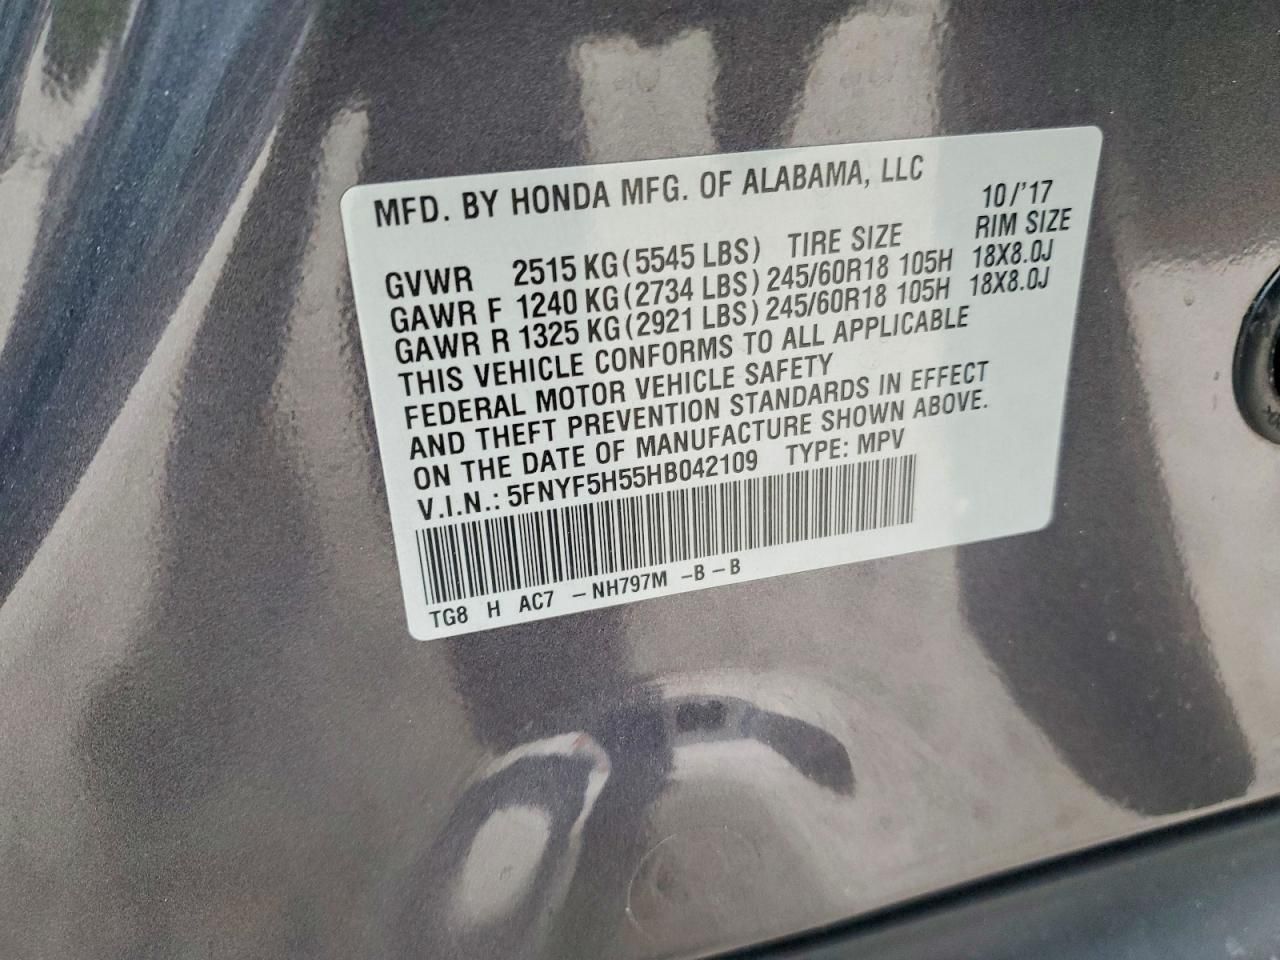 MFD. BY HONDA MFG. OF ALABAMA, LLC
10/'17
GVWR 2515 KG(5545 LBS) TIRE SIZE RIM SIZE
GAWR F 1240 KG(2734 LBS) 245/60R18 105H 18X8.0J
GAWR R 1325 KG(2921 LBS) 245/60R18 105H 18X8.0J
THIS VEHICLE CONFORMS TO ALL APPLICABLE
FEDERAL MOTOR VEHICLE SAFETY
AND THEFT PREVENTION STANDARDS IN EFFECT
ON THE DATE OF MANUFACTURE SHOWN ABOVE.
V.I.N.: 5FNYF5H55HB042109 TYPE: MPV
TG8 H AC7 -NH797M -B-B